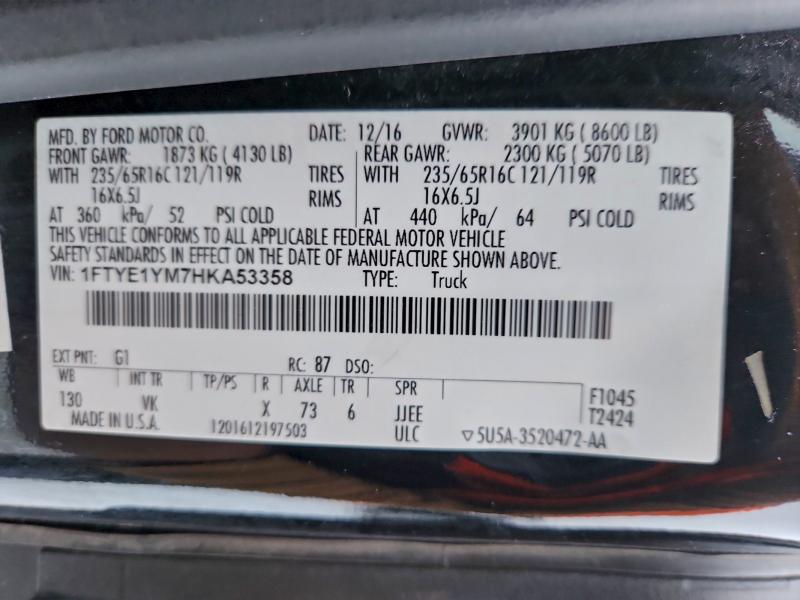 MFD. BY FORD MOTOR CO. DATE: 12/16 GVWR: 3901 KG ( 8600 LB)
FRONT GAWR: 1873 KG ( 4130 LB) REAR GAWR: 2300 KG ( 5070 LB)
WITH 235/65R16C 121/119R TIRES WITH 235/65R16C 121/119R TIRES
16X6.5J RIMS 16X6.5J RIMS
AT 360 kPa/ 52 PSI COLD AT 440 kPa/ 64 PSI COLD
THIS VEHICLE CONFORMS TO ALL APPLICABLE FEDERAL MOTOR VEHICLE
SAFETY STANDARDS IN EFFECT ON THE DATE OF MANUFACTURE SHOWN ABOVE.
VIN: 1FTYE1YM7HKA53358 TYPE: Truck
EXT PNT: G1 RC: 87 DSO:
WB INT TR TP/PS R AXLE TR SPR F1045
130 VK X 73 6 JJEE T2424
MADE IN U.S.A. 1201612197503 ULC ▽5U5A-3520472-AA